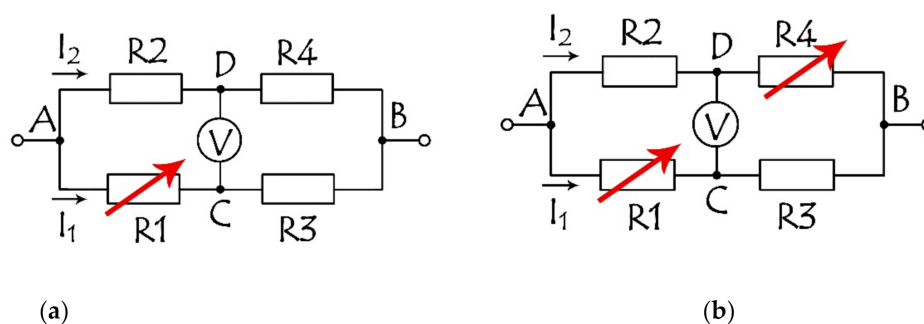 I2 R2 D R4
A B
V
I1 R1 C R3
(a)
I2 R2 D R4
A B
V
I1 R1 C R3
(b)